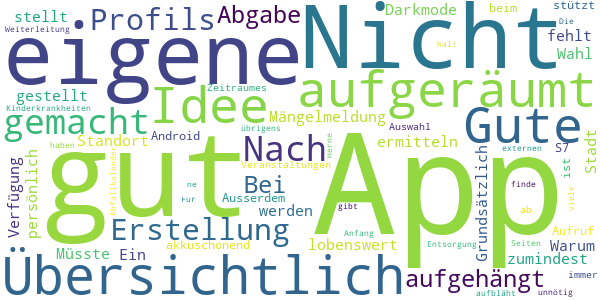 stellt
Profils
Abgabe
Nicht
Darkmode
beim
stützt
Weiterleitung
Die
fehlt
eigene
halt
Wahl
gestellt
Idee
Zeitraumes
aufgeräumt
Kinderkrankheiten
gemacht
Mängelmeldung
Gute
Standort
Android
übrigens
Nach
Auswahl
externen
S7
Stadt
haben
gut
App
ermitteln
Verfügung
persönlich
Abfallkalender
Veranstaltungen
Herne
Grundsätzlich
ist
ne
Bei
finde
viele
Für
Ausserdem
gibt
ab
Müsste
Erstellung
werden
Anfang
Aufruf
Ein
akkuschonend
lobenswert
Entsorgung
Seiten
Warum
Übersichtlich
aufgehängt
zumindest
immer
aufbläht
unnötig